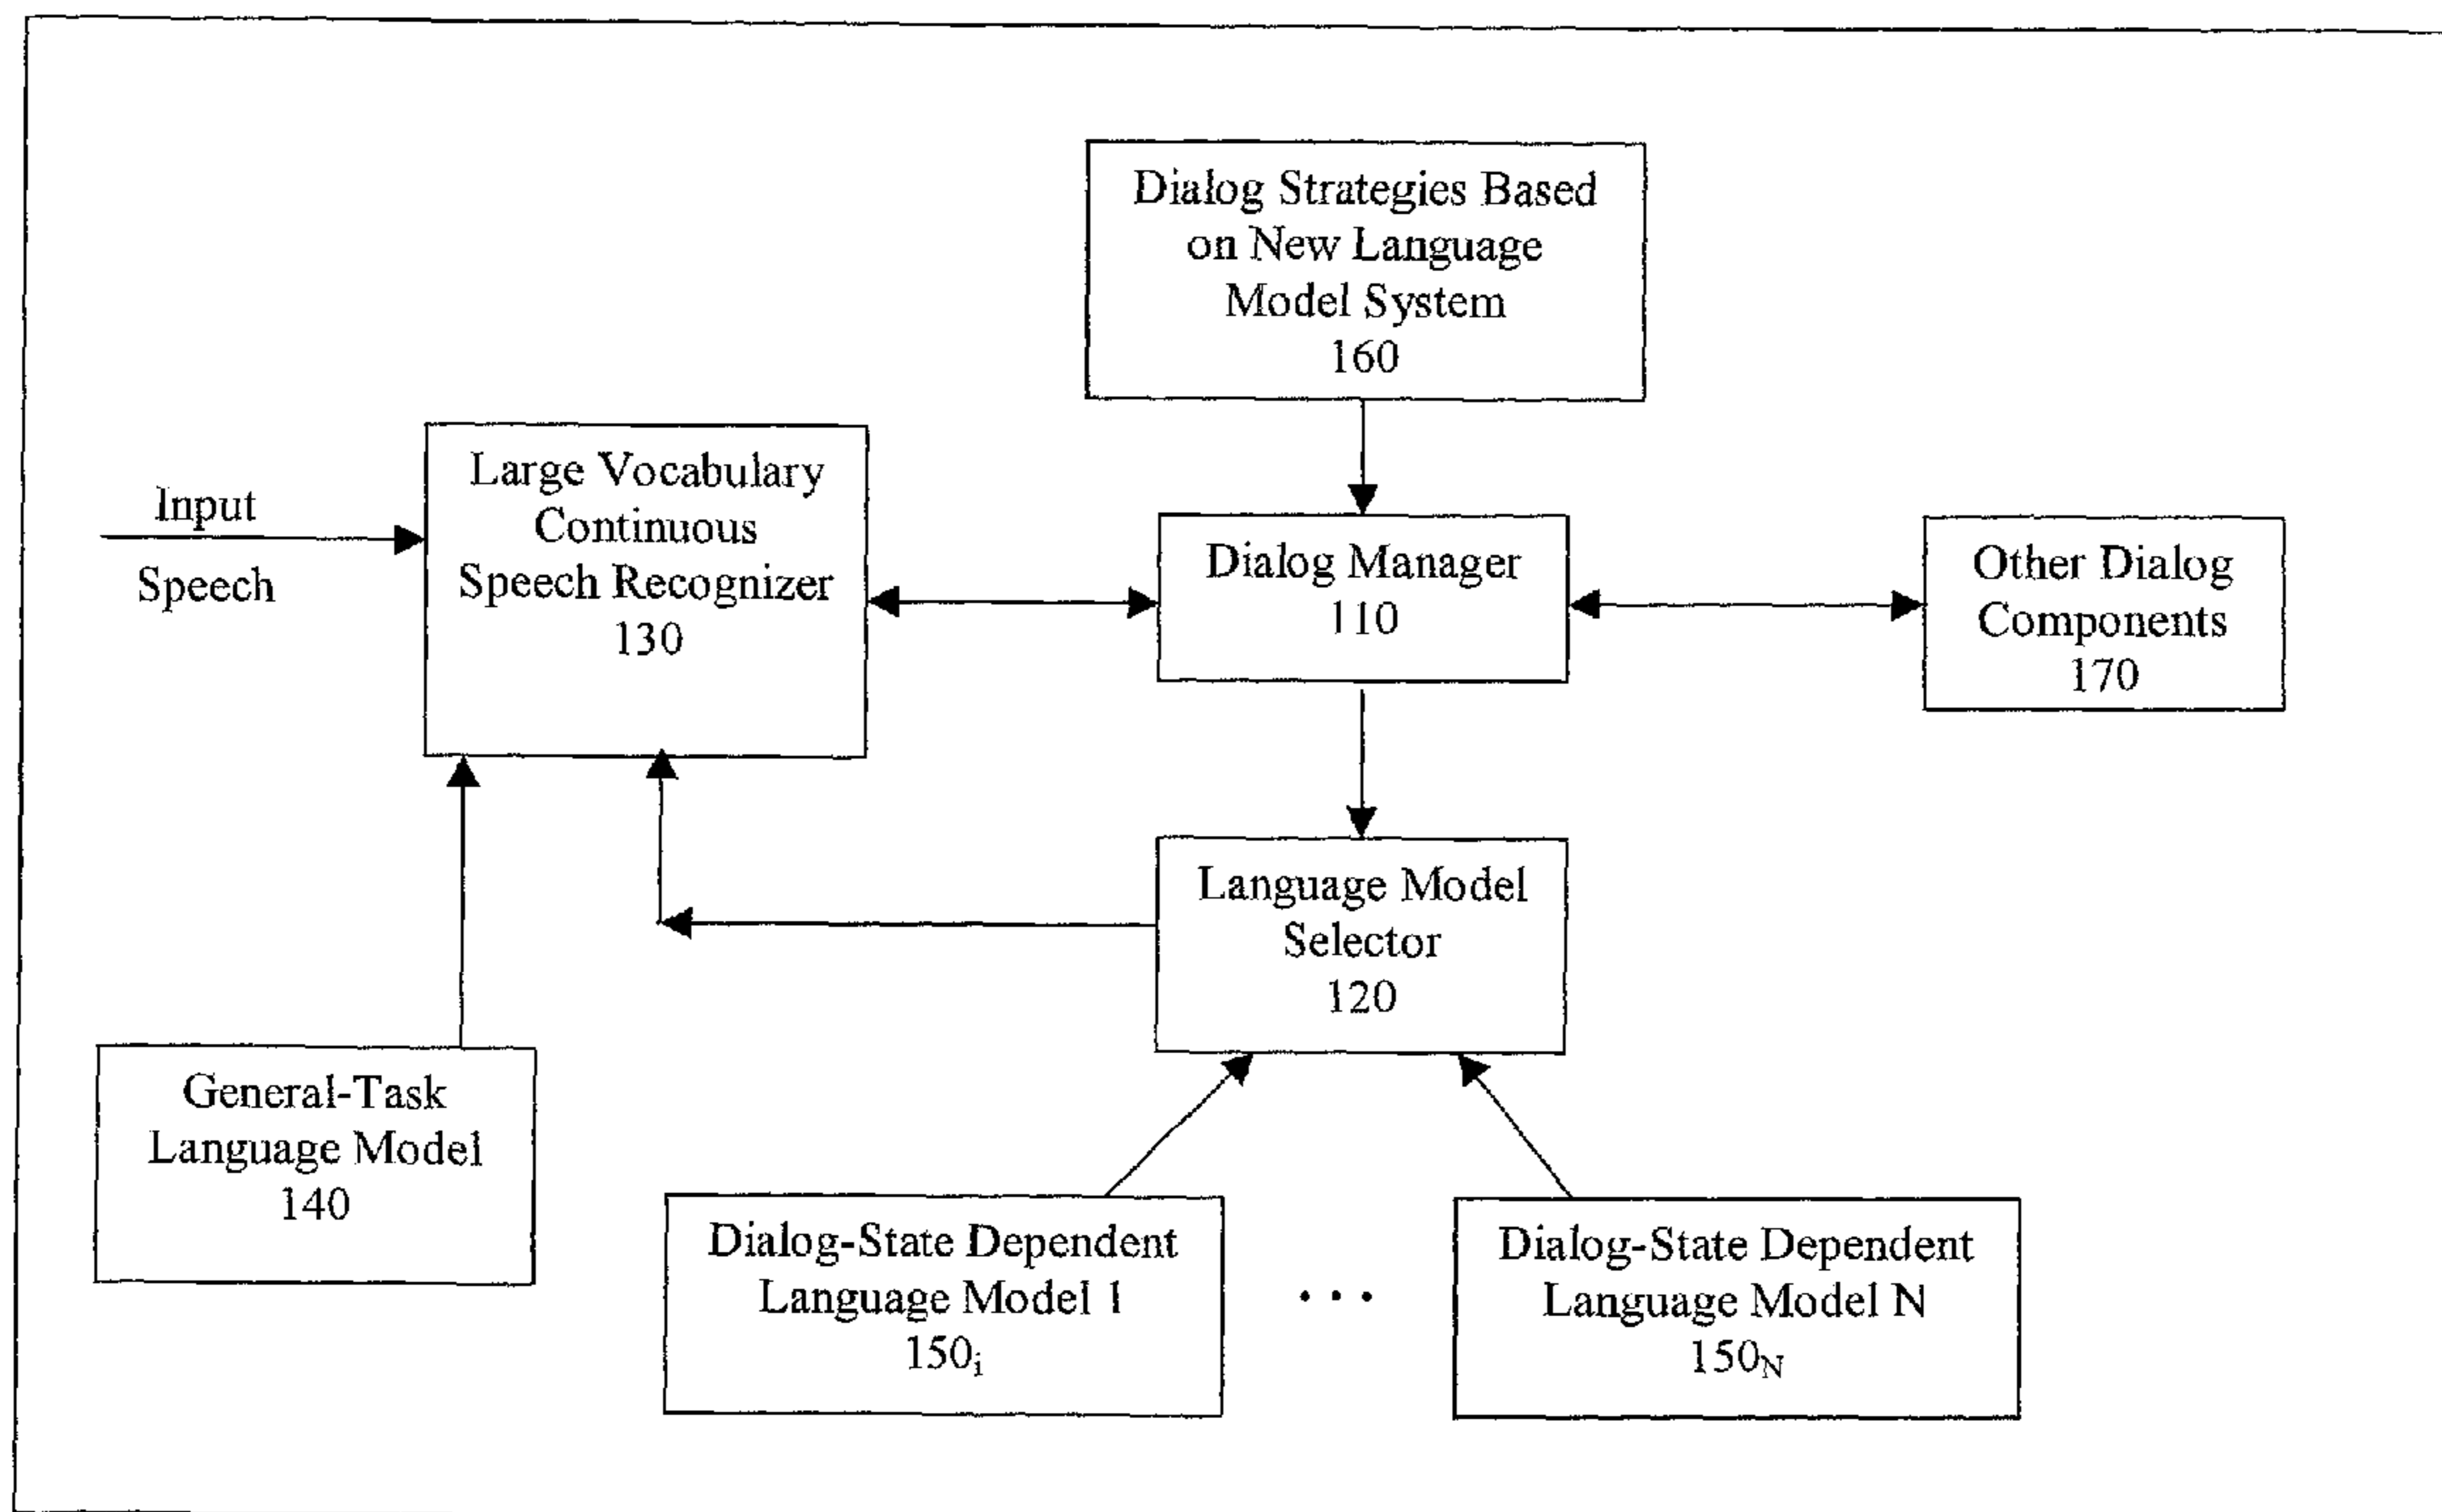 Dialog Strategies Based
on New Language
Model System
160
Large Vocabulary
Continuous
Speech Recognizer
130
Input
Speech
Dialog Manager
110
Other Dialog
Components
170
Language Model
Selector
120
General-Task
Language Model
140
Dialog-State Dependent
Language Model 1
150i
...
Dialog-State Dependent
Language Model N
150N